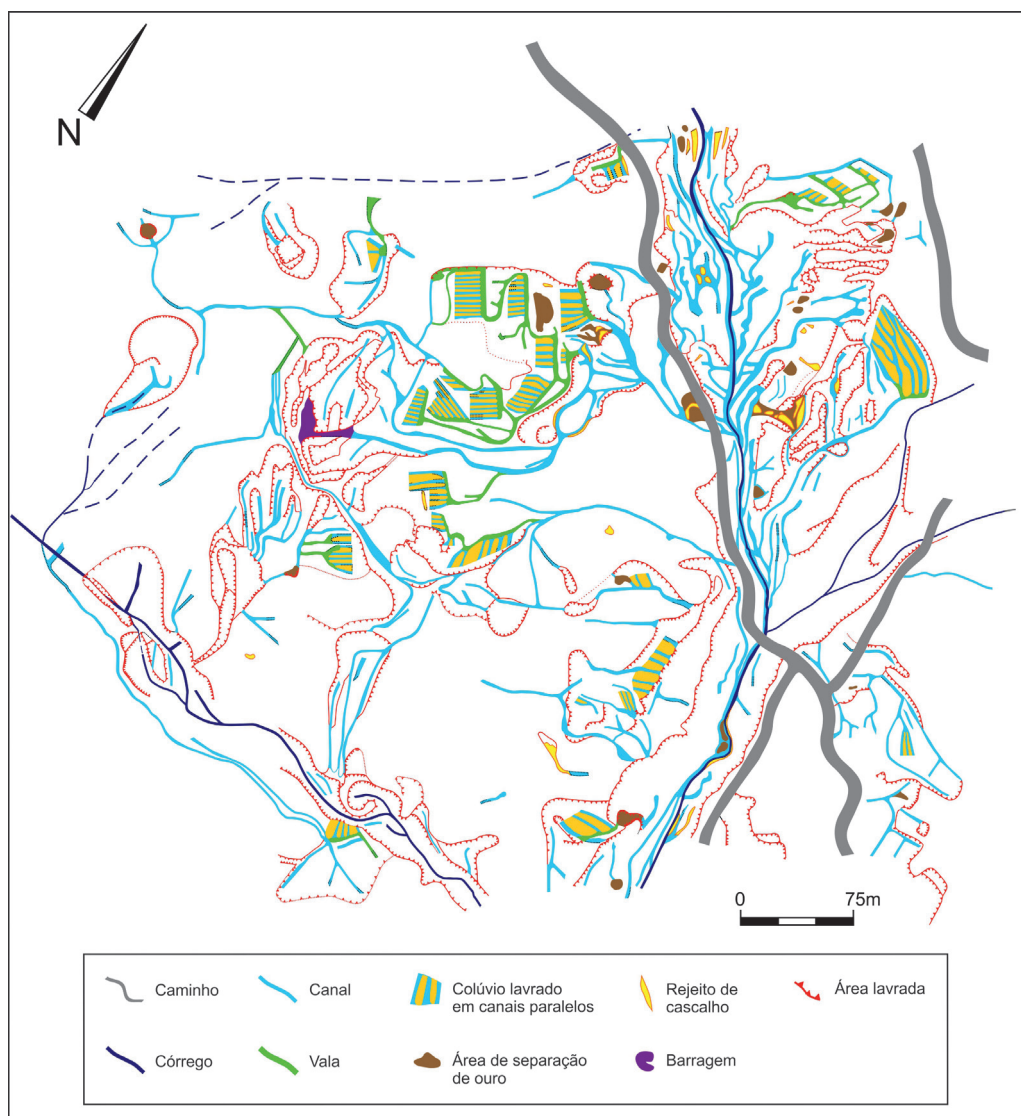 N
0
75m
Caminho
Canal
Colúvio lavrado
em canais paralelos
Rejeito de
cascalho
Área lavrada
Córrego
Vala
Área de separação
de ouro
Barragem